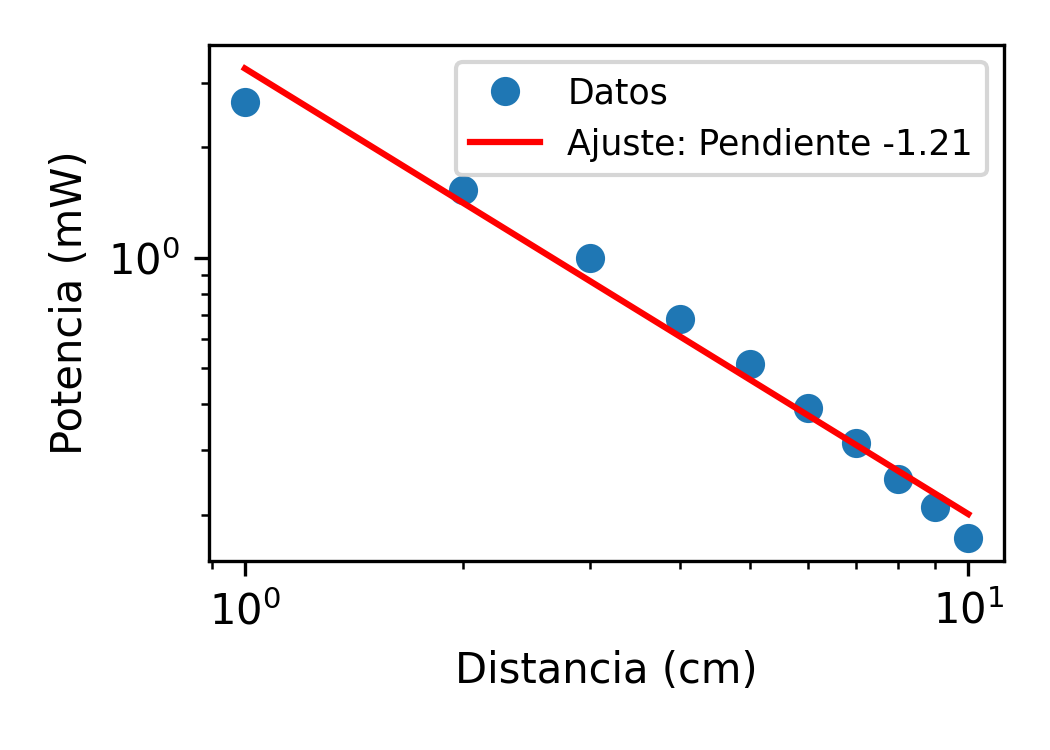 Datos
Ajuste: Pendiente -1.21
Potencia (mW)
10⁰
10⁰
10¹
Distancia (cm)